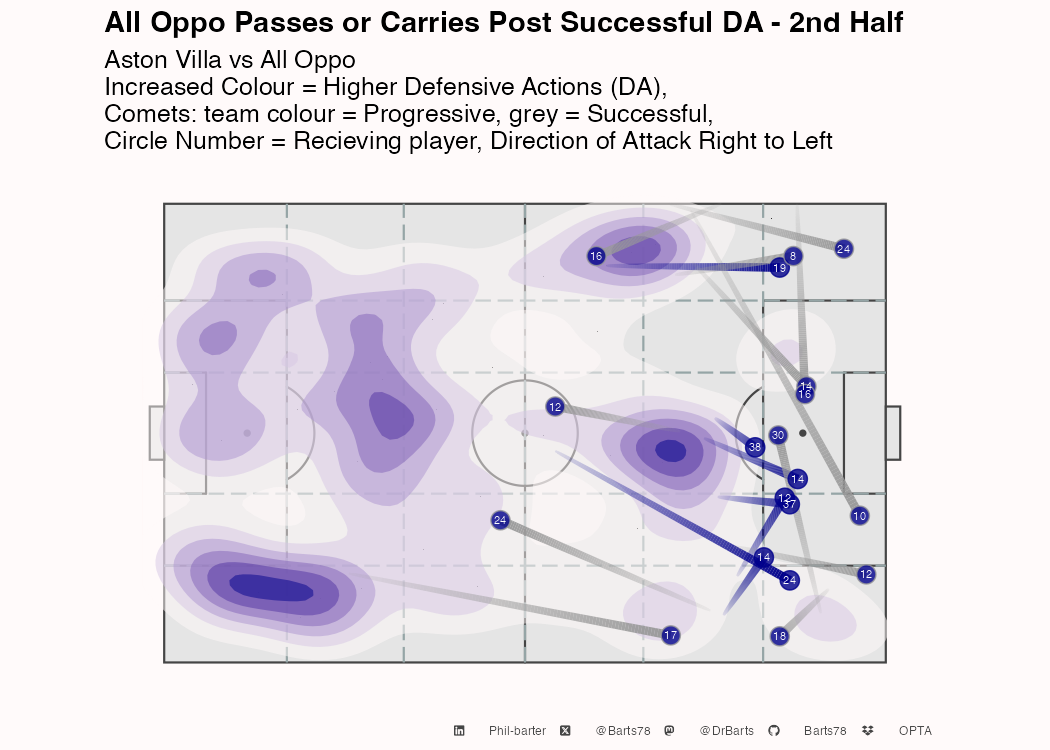 All Oppo Passes or Carries Post Successful DA - 2nd Half
Aston Villa vs All Oppo
Increased Colour = Higher Defensive Actions (DA),
Comets: team colour = Progressive, grey = Successful,
Circle Number = Recieving player, Direction of Attack Right to Left
24
16
8
19
14
16
12
30
38
14
12
37
10
24
14
12
24
17
18
Phil-barter
@Barts78
@DrBarts
Barts78
OPTA